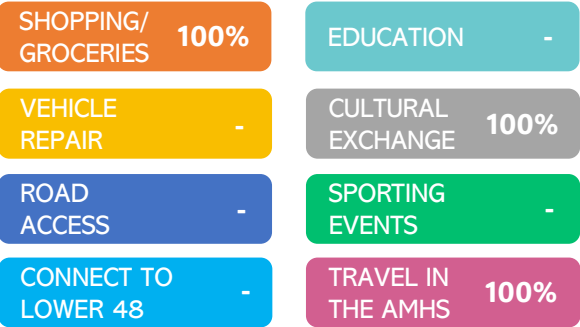 SHOPPING/
GROCERIES 100%
EDUCATION -
VEHICLE
REPAIR -
CULTURAL
EXCHANGE 100%
ROAD
ACCESS -
SPORTING
EVENTS -
CONNECT TO
LOWER 48 -
TRAVEL IN
THE AMHS 100%